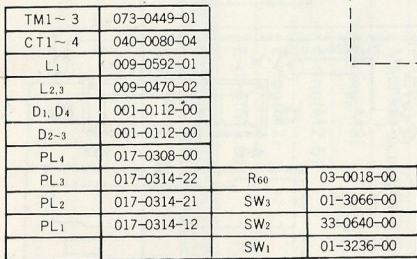 TM1~ 3 073-0449-01
CT1~ 4 040-0080-04
L1 009-0592-01
L2,3 009-0470-02
D1, D4 001-0112-00
D2~3 001-0112-00
PL4 017-0308-00
PL3 017-0314-22 R60 03-0018-00
PL2 017-0314-21 SW3 01-3066-00
PL1 017-0314-12 SW2 33-0640-00
SW1 01-3236-00